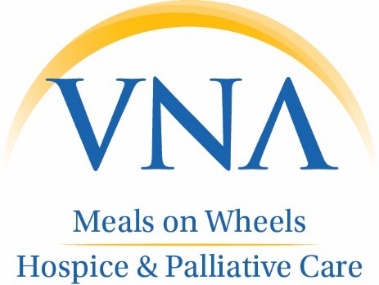 VNA
Meals on Wheels
Hospice & Palliative Care